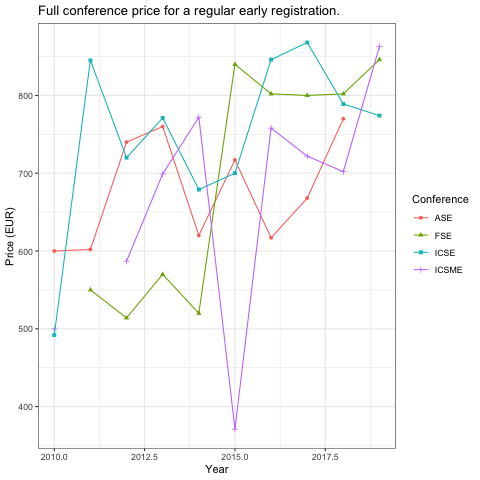 Full conference price for a regular early registration.
Price (EUR)
800
700
600
500
400
2010.0
2012.5
2015.0
2017.5
Year
Conference
ASE
FSE
ICSE
ICSME